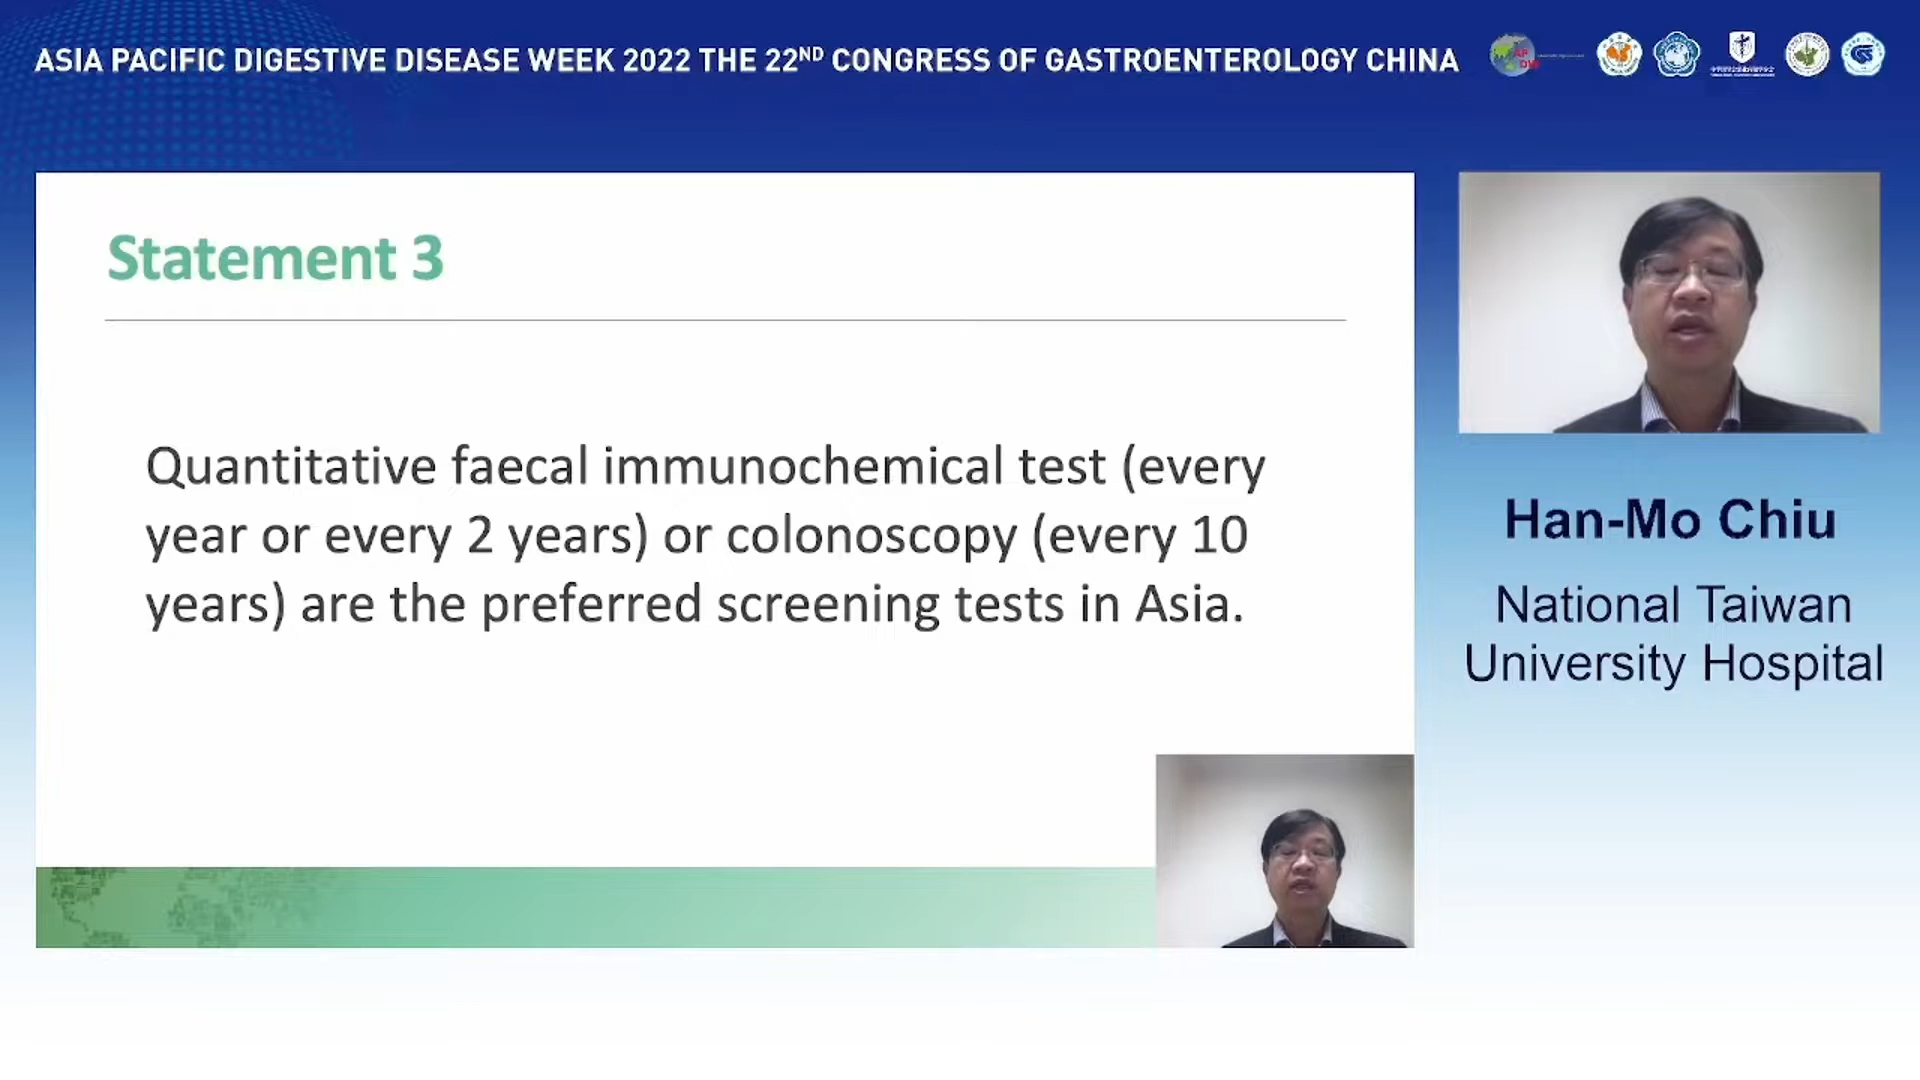 ASIA PACIFIC DIGESTIVE DISEASE WEEK 2022 THE 22ND CONGRESS OF GASTROENTEROLOGY CHINA
Statement 3
Quantitative faecal immunochemical test (every
year or every 2 years) or colonoscopy (every 10
years) are the preferred screening tests in Asia.
Han-Mo Chiu
National Taiwan
University Hospital